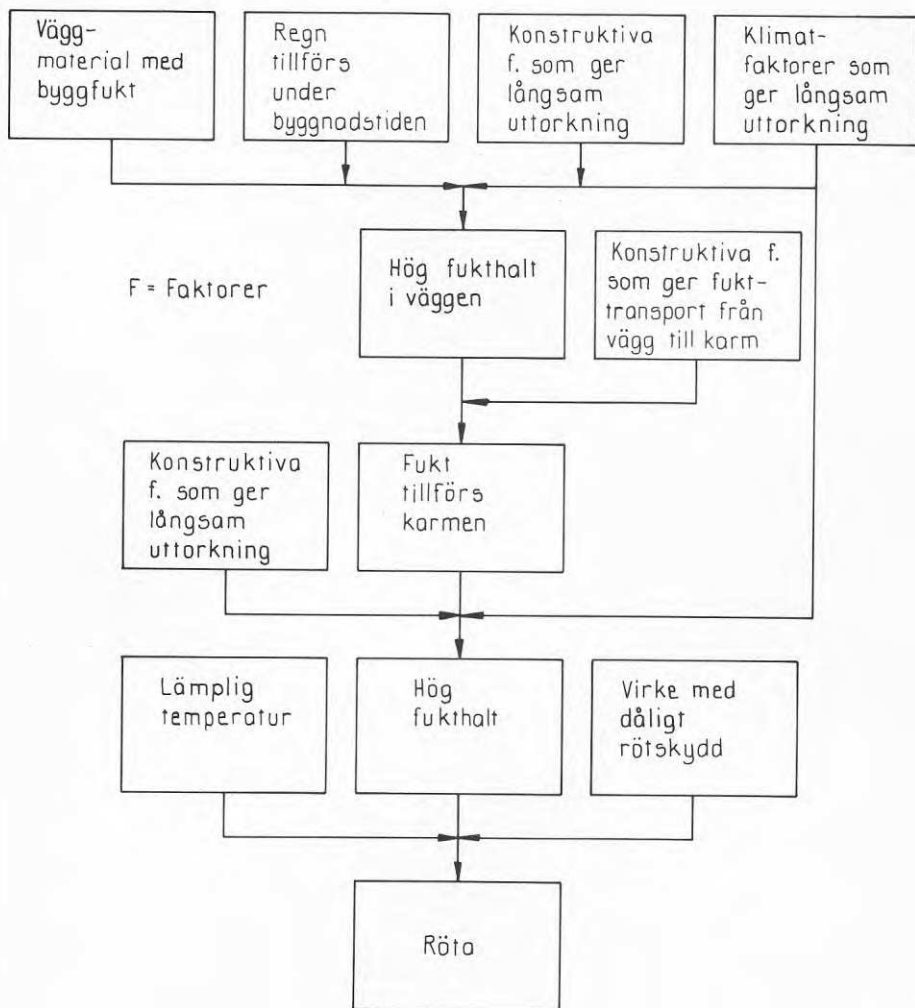 Vägg-
material med
byggfukt
Regn
tillförs
under
byggnadstiden
Konstruktiva
f. som ger
långsam
uttorkning
Klimat-
faktorer som
ger långsam
uttorkning
F = Faktorer
Hög fukthalt
i väggen
Konstruktiva f.
som ger fukt-
transport från
vägg till karm
Konstruktiva
f. som ger
långsam
uttorkning
Fukt
tillförs
karmen
Lämplig
temperatur
Hög
fukthalt
Virke med
dåligt
rötskydd
Röta